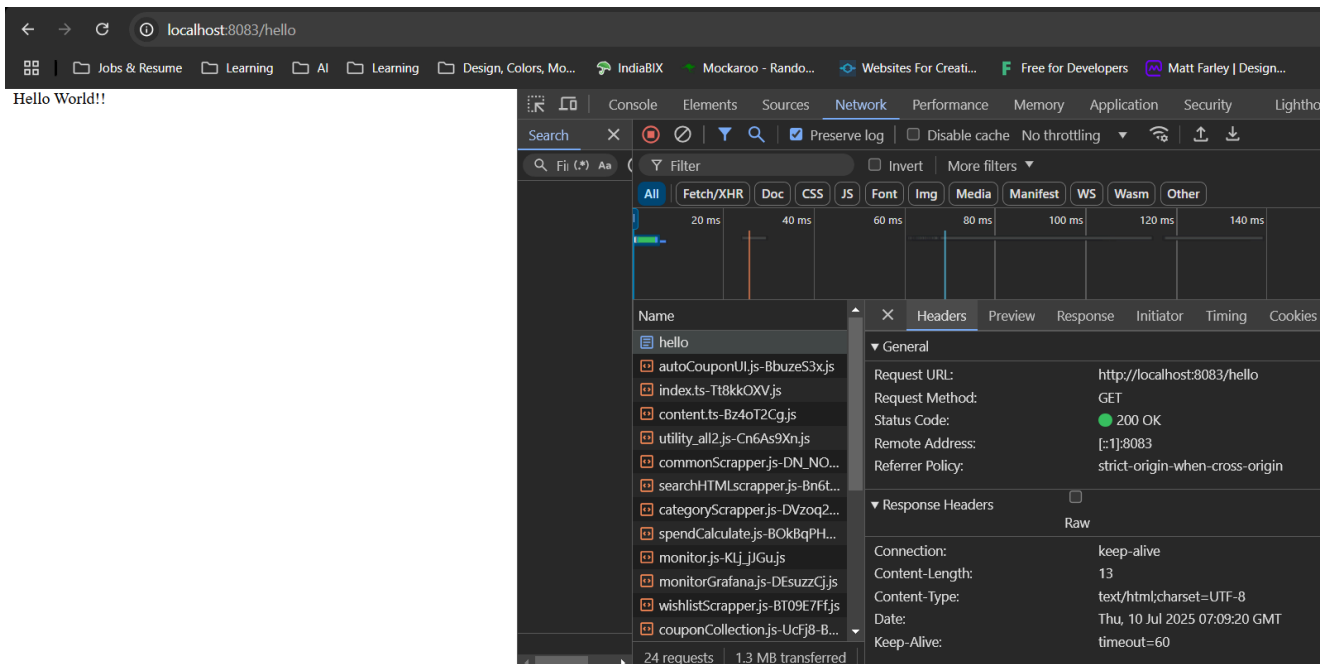 localhost:8083/hello
Jobs & Resume Learning AI Learning Design, Colors, Mo... IndiaBIX Mockaroo - Rando... Websites For Creati... Free for Developers Matt Farley | Design...
Hello World!!
Console Elements Sources Network Performance Memory Application Security Lightho
Search Preserve log Disable cache No throttling
Fi (.*) Aa Filter Invert More filters
All Fetch/XHR Doc CSS JS Font Img Media Manifest WS Wasm Other
20 ms 40 ms 60 ms 80 ms 100 ms 120 ms 140 ms
Name Headers Preview Response Initiator Timing Cookies
hello
autoCouponUI.js-BbuzeS3x.js
index.ts-Tt8kkOXV.js
content.ts-Bz4oT2Cg.js
utility_all2.js-Cn6As9Xn.js
commonScrapper.js-DN_NO...
searchHTMLscrapper.js-Bn6t...
categoryScrapper.js-DVzoq2...
spendCalculate.js-BOkBqPH...
monitor.js-KLj_jJGu.js
monitorGrafana.js-DEsuzzCj.js
wishlistScrapper.js-BT09E7Ff.js
couponCollection.js-UcFj8-B...
24 requests 1.3 MB transferred
General
Request URL: http://localhost:8083/hello
Request Method: GET
Status Code: 200 OK
Remote Address: [::1]:8083
Referrer Policy: strict-origin-when-cross-origin
Response Headers
Raw
Connection: keep-alive
Content-Length: 13
Content-Type: text/html;charset=UTF-8
Date: Thu, 10 Jul 2025 07:09:20 GMT
Keep-Alive: timeout=60